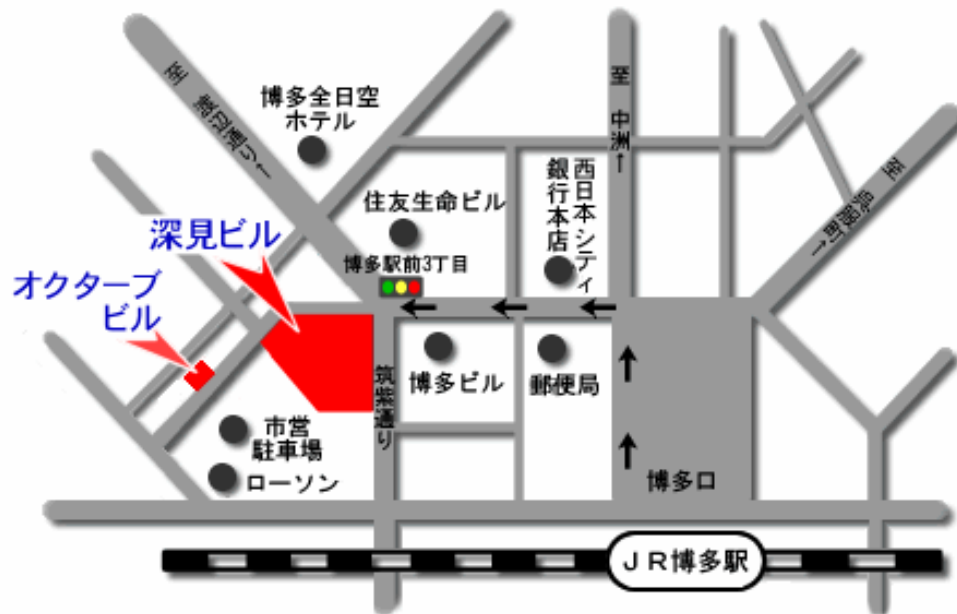 至 渡辺通り↑
博多全日空
ホテル
至 中洲→
至 呉服町→
西日本シティ
銀行本店
住友生命ビル
深見ビル
博多駅前3丁目
オクターブ
ビル
筑紫通り
博多ビル
郵便局
市営
駐車場
ローソン
博多口
JR博多駅